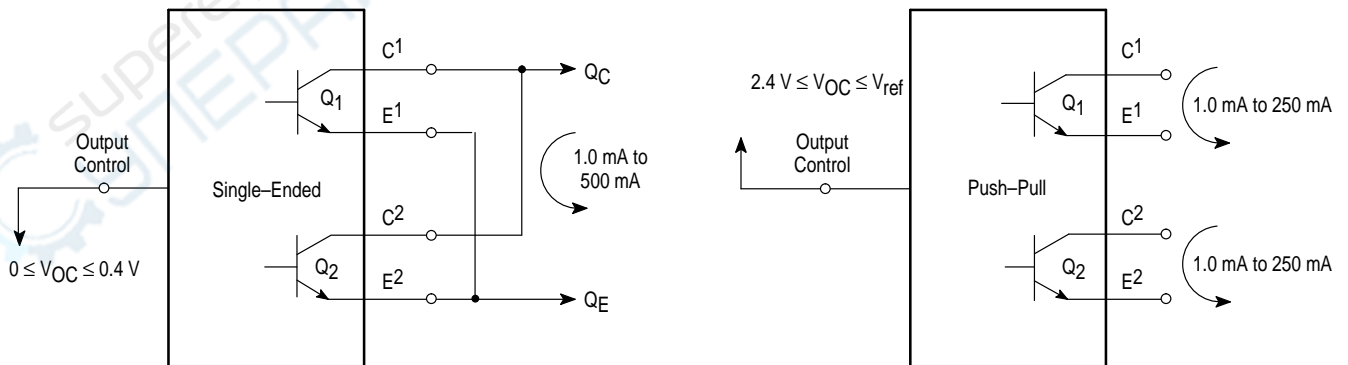 C1
QC
Q1
E1
Output
Control
1.0 mA to
500 mA
Single–Ended
C2
Q2
E2
0 ≤ VOC ≤ 0.4 V
QE
2.4 V ≤ VOC ≤ Vref
C1
Q1
E1
1.0 mA to 250 mA
Output
Control
Push–Pull
C2
Q2
E2
1.0 mA to 250 mA